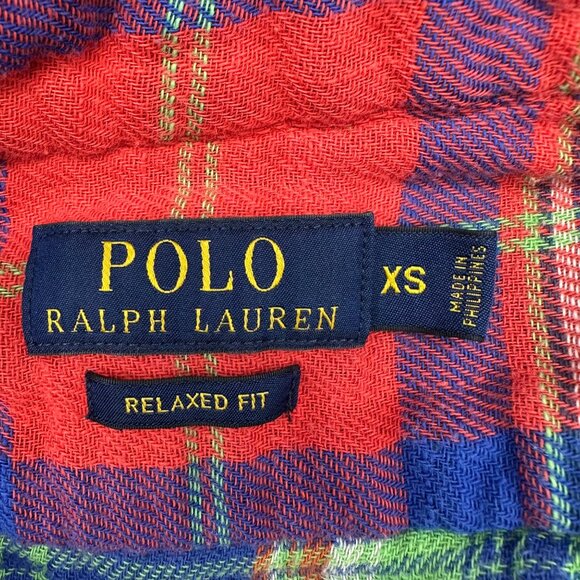 POLO
RALPH LAUREN
XS
MADE IN
PHILIPPINES
RELAXED FIT